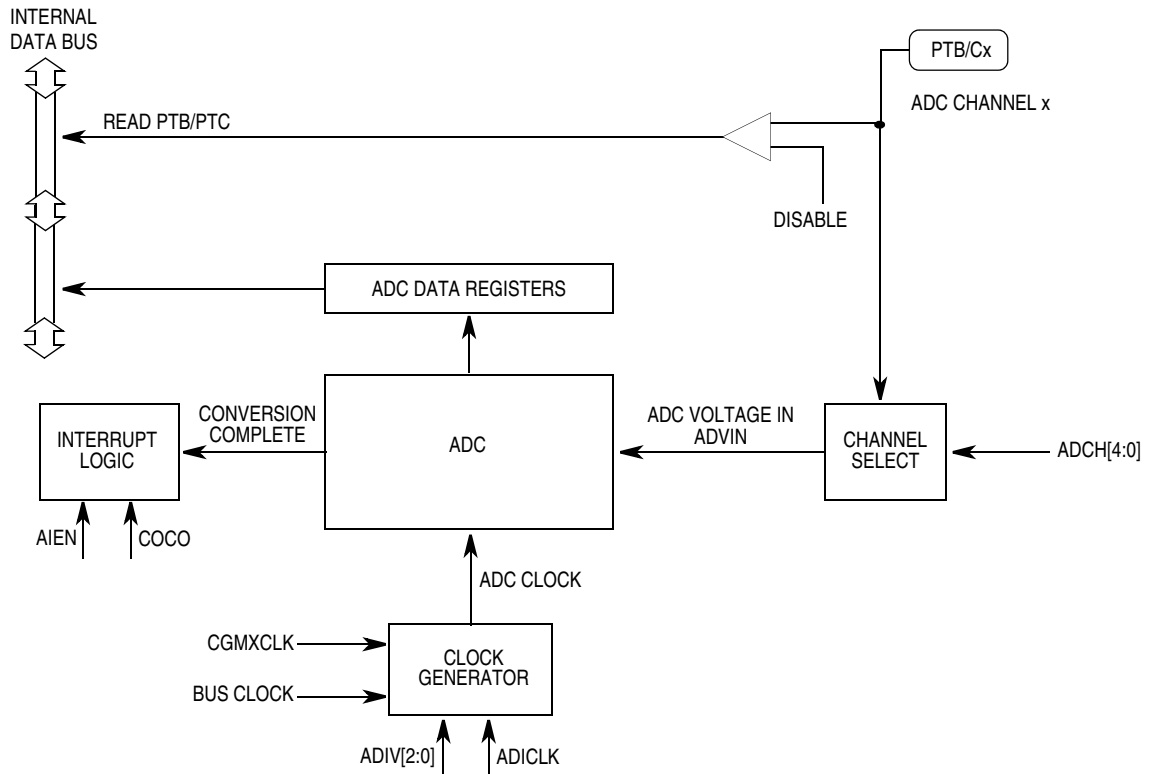 INTERNAL
DATA BUS
PTB/Cx
ADC CHANNEL x
READ PTB/PTC
DISABLE
ADC DATA REGISTERS
INTERRUPT
LOGIC
CONVERSION
COMPLETE
ADC
ADC VOLTAGE IN
ADVIN
CHANNEL
SELECT
ADCH[4:0]
AIEN
COCO
ADC CLOCK
CGMXCLK
BUS CLOCK
CLOCK
GENERATOR
ADIV[2:0]
ADICLK